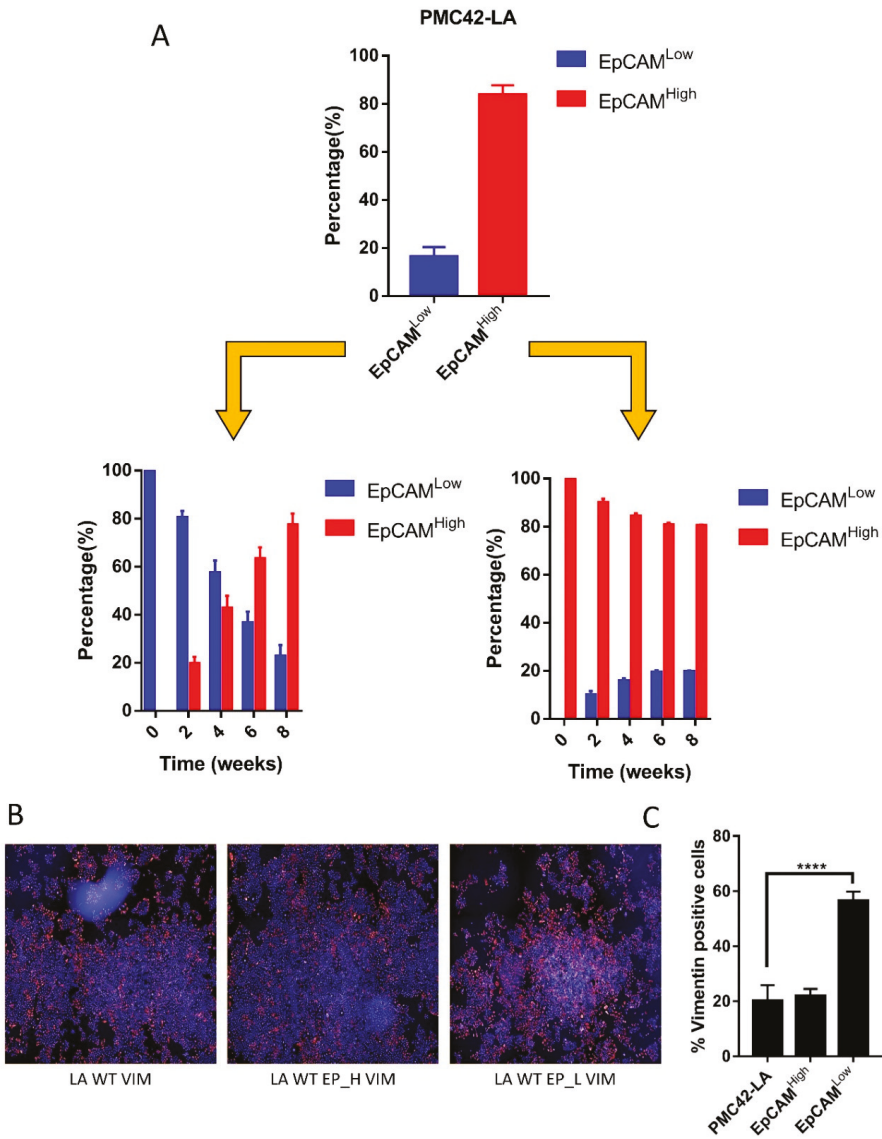 A
PMC42-LA
Percentage(%)
100
80
60
40
20
0
EpCAMLow
EpCAMHigh
EpCAMLow
EpCAMHigh
Percentage(%)
100
80
60
40
20
0
0
2
4
6
8
Time (weeks)
EpCAMLow
EpCAMHigh
Percentage(%)
100
80
60
40
20
0
0
2
4
6
8
Time (weeks)
EpCAMLow
EpCAMHigh
B
LA WT VIM
LA WT EP_H VIM
LA WT EP_L VIM
C
% Vimentin positive cells
80
60
40
20
0
****
PMC42-LA
EpCAMHigh
EpCAMLow